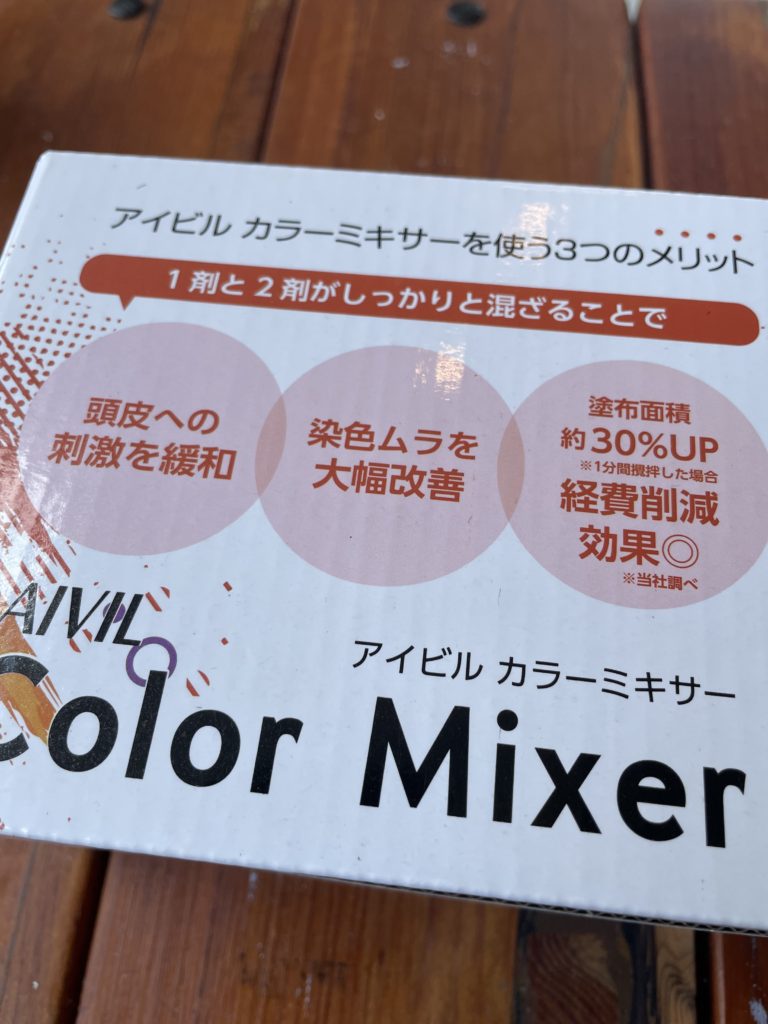 アイビル カラーミキサーを使う3つのメリット
1剤と2剤がしっかりと混ざることで
頭皮への
刺激を緩和
染色ムラを
大幅改善
塗布面積
約30%UP
※1分間攪拌した場合
経費削減
効果◎
※当社調べ
AIVIL
アイビル カラーミキサー
Color Mixer